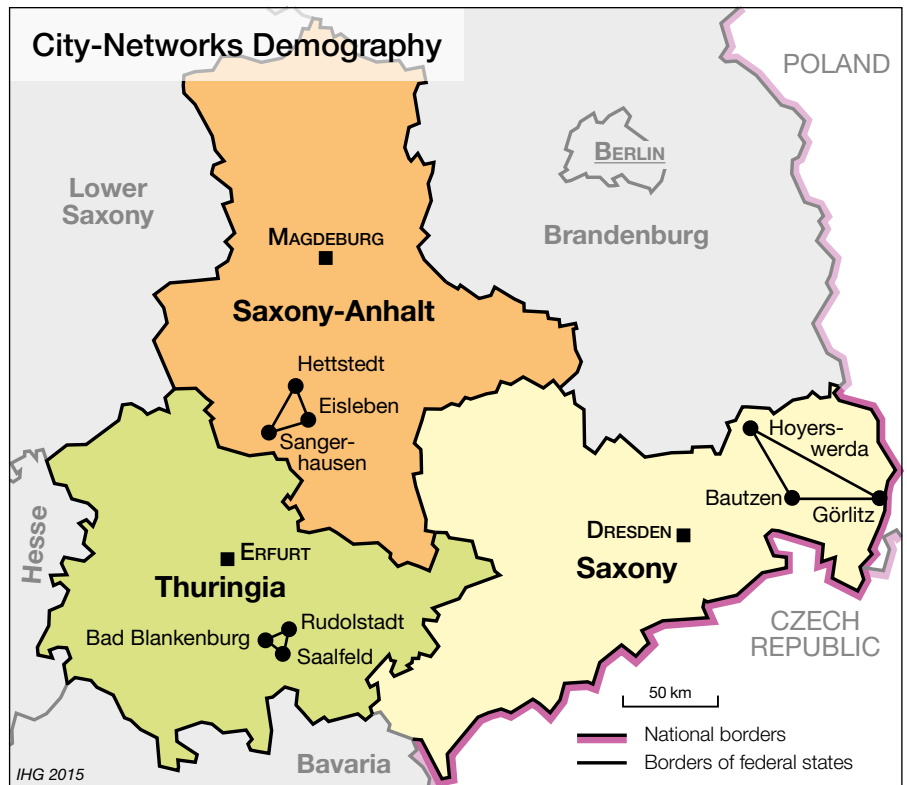 City-Networks Demography
POLAND
BERLIN
Lower
Saxony
Brandenburg
MAGDEBURG
Saxony-Anhalt
Hettstedt
Eisleben
Sanger-
hausen
Hoyers-
werda
Bautzen
Görlitz
Hesse
ERFURT
Thuringia
DRESDEN
Saxony
Rudolstadt
Bad Blankenburg
Saalfeld
CZECH
REPUBLIC
50 km
National borders
Borders of federal states
Bavaria
IHG 2015